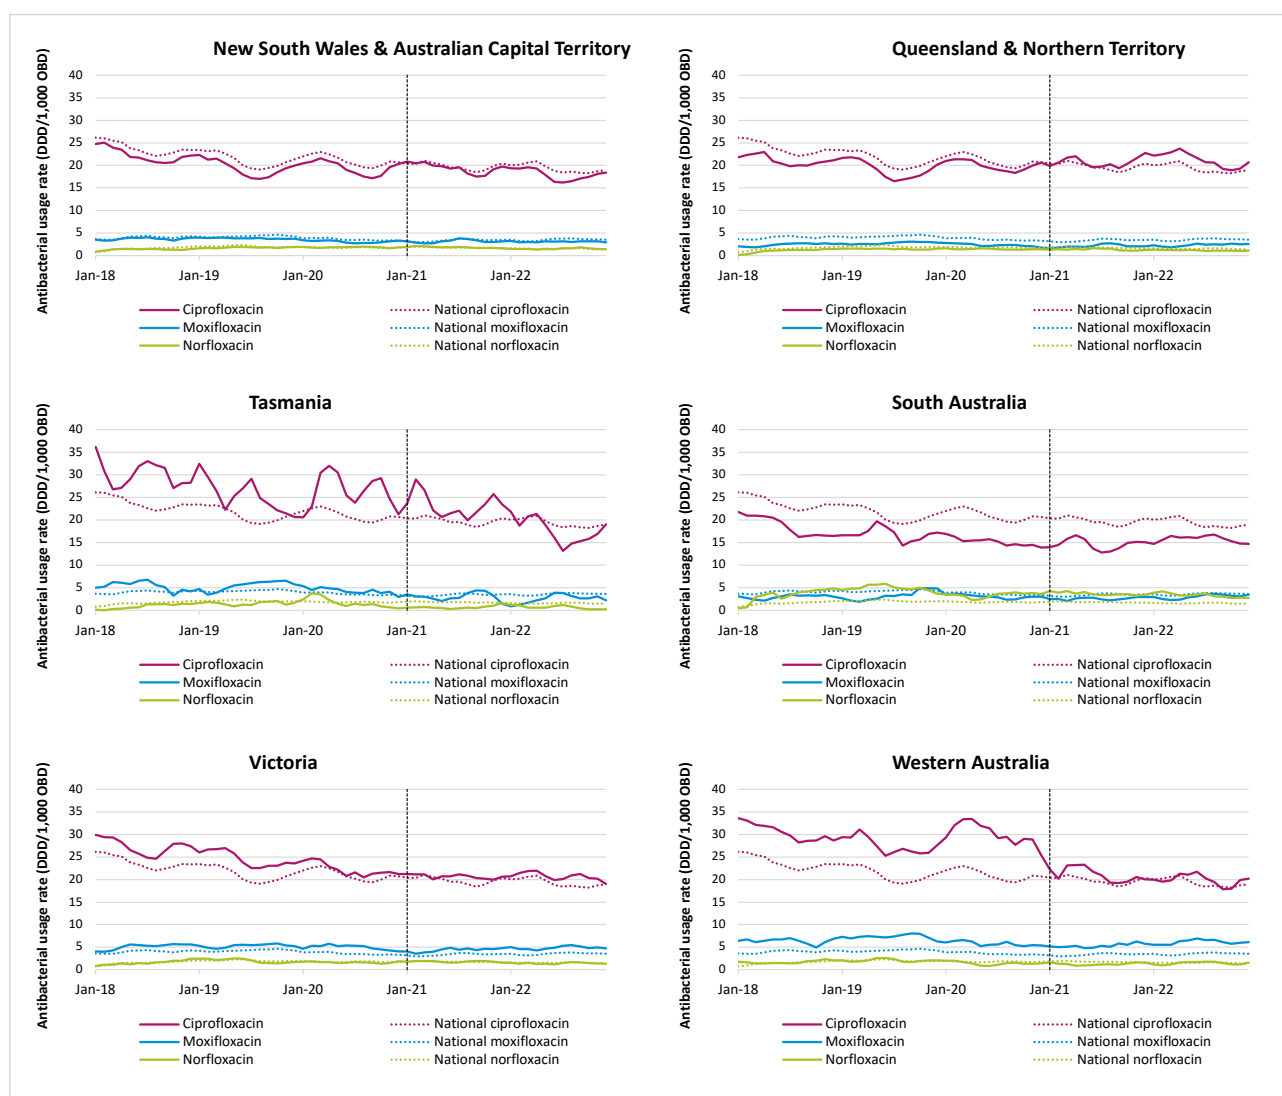 New South Wales & Australian Capital Territory
Antibacterial usage rate (DDD/1,000 OBD)
40
35
30
25
20
15
10
5
0
Jan-18 Jan-19 Jan-20 Jan-21 Jan-22
Ciprofloxacin National ciprofloxacin
Moxifloxacin National moxifloxacin
Norfloxacin National norfloxacin
Queensland & Northern Territory
Antibacterial usage rate (DDD/1,000 OBD)
40
35
30
25
20
15
10
5
0
Jan-18 Jan-19 Jan-20 Jan-21 Jan-22
Ciprofloxacin National ciprofloxacin
Moxifloxacin National moxifloxacin
Norfloxacin National norfloxacin
Tasmania
Antibacterial usage rate (DDD/1,000 OBD)
40
35
30
25
20
15
10
5
0
Jan-18 Jan-19 Jan-20 Jan-21 Jan-22
Ciprofloxacin National ciprofloxacin
Moxifloxacin National moxifloxacin
Norfloxacin National norfloxacin
South Australia
Antibacterial usage rate (DDD/1,000 OBD)
40
35
30
25
20
15
10
5
0
Jan-18 Jan-19 Jan-20 Jan-21 Jan-22
Ciprofloxacin National ciprofloxacin
Moxifloxacin National moxifloxacin
Norfloxacin National norfloxacin
Victoria
Antibacterial usage rate (DDD/1,000 OBD)
40
35
30
25
20
15
10
5
0
Jan-18 Jan-19 Jan-20 Jan-21 Jan-22
Ciprofloxacin National ciprofloxacin
Moxifloxacin National moxifloxacin
Norfloxacin National norfloxacin
Western Australia
Antibacterial usage rate (DDD/1,000 OBD)
40
35
30
25
20
15
10
5
0
Jan-18 Jan-19 Jan-20 Jan-21 Jan-22
Ciprofloxacin National ciprofloxacin
Moxifloxacin National moxifloxacin
Norfloxacin National norfloxacin